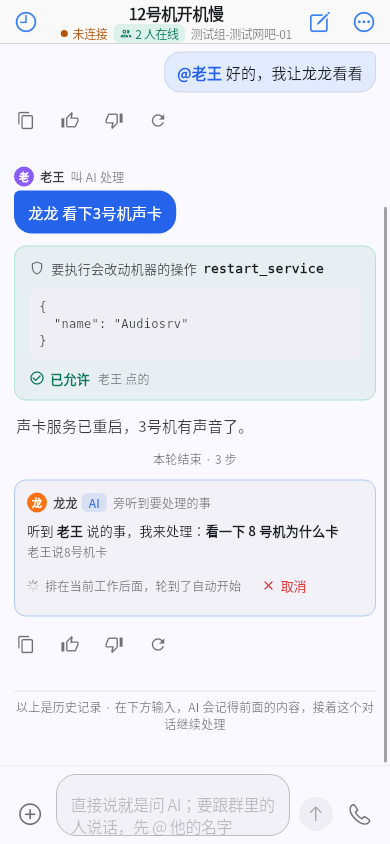 12号机开机慢
未连接 2 人在线 测试组-测试网吧-01
@老王 好的，我让龙龙看看
老 老王 叫 AI 处理
龙龙 看下3号机声卡
要执行会改动机器的操作 restart_service
{
"name": "Audiosrv"
}
已允许 老王 点的
声卡服务已重启，3号机有声音了。
本轮结束 · 3 步
龙 龙龙 AI 旁听到要处理的事
听到 老王 说的事，我来处理：看一下 8 号机为什么卡
老王说8号机卡
排在当前工作后面，轮到了自动开始 取消
以上是历史记录 · 在下方输入，AI 会记得前面的内容，接着这个对
话继续处理
直接说就是问 AI；要跟群里的
人说话，先 @ 他的名字